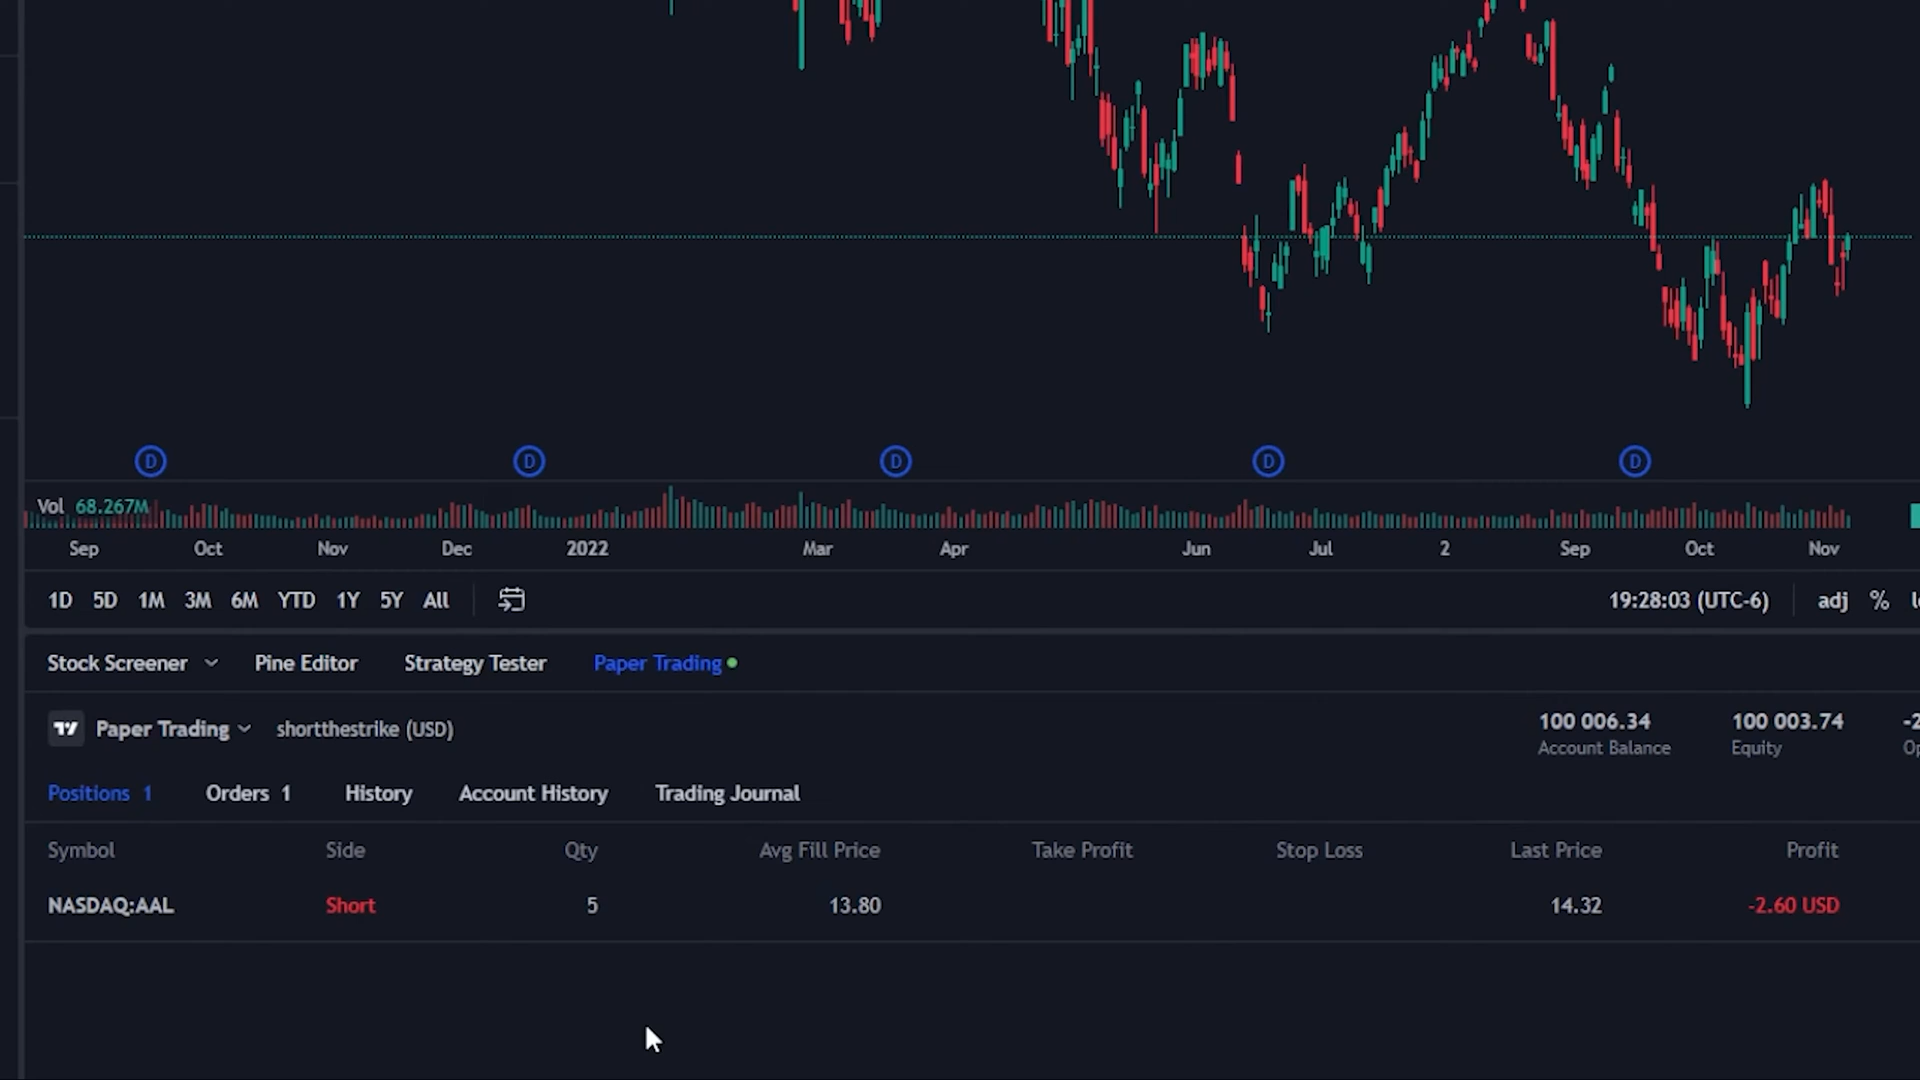 D D D D D
Vol 68.267M
Sep Oct Nov Dec 2022 Mar Apr Jun Jul 2 Sep Oct Nov
1D 5D 1M 3M 6M YTD 1Y 5Y All 19:28:03 (UTC-6) adj %
Stock Screener Pine Editor Strategy Tester Paper Trading
Paper Trading shortthestrike (USD) 100 006.34 100 003.74
Account Balance Equity
Positions 1 Orders 1 History Account History Trading Journal
Symbol Side Qty Avg Fill Price Take Profit Stop Loss Last Price Profit
NASDAQ:AAL Short 5 13.80 14.32 -2.60 USD